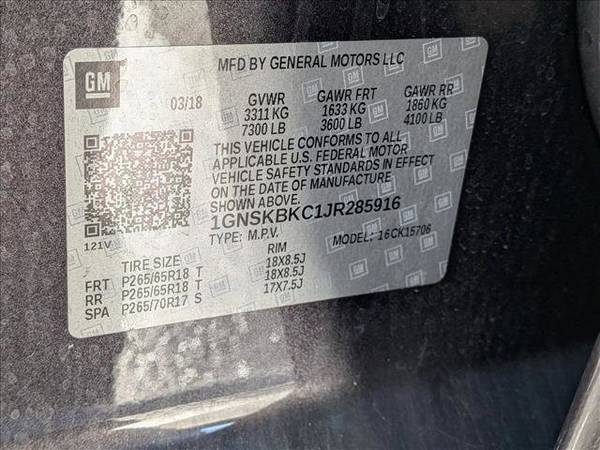 MFD BY GENERAL MOTORS LLC
GM
03/18 GVWR GAWR FRT GAWR RR
3311 KG 1633 KG 1860 KG
7300 LB 3600 LB 4100 LB
THIS VEHICLE CONFORMS TO ALL
APPLICABLE U.S. FEDERAL MOTOR
VEHICLE SAFETY STANDARDS IN EFFECT
ON THE DATE OF MANUFACTURE
SHOWN ABOVE.
1GNSKBKC1JR285916
121V TYPE: M.P.V. MODEL: 16CK15706
TIRE SIZE RIM
FRT P265/65R18 T 18X8.5J
RR P265/65R18 T 18X8.5J
SPA P265/70R17 S 17X7.5J